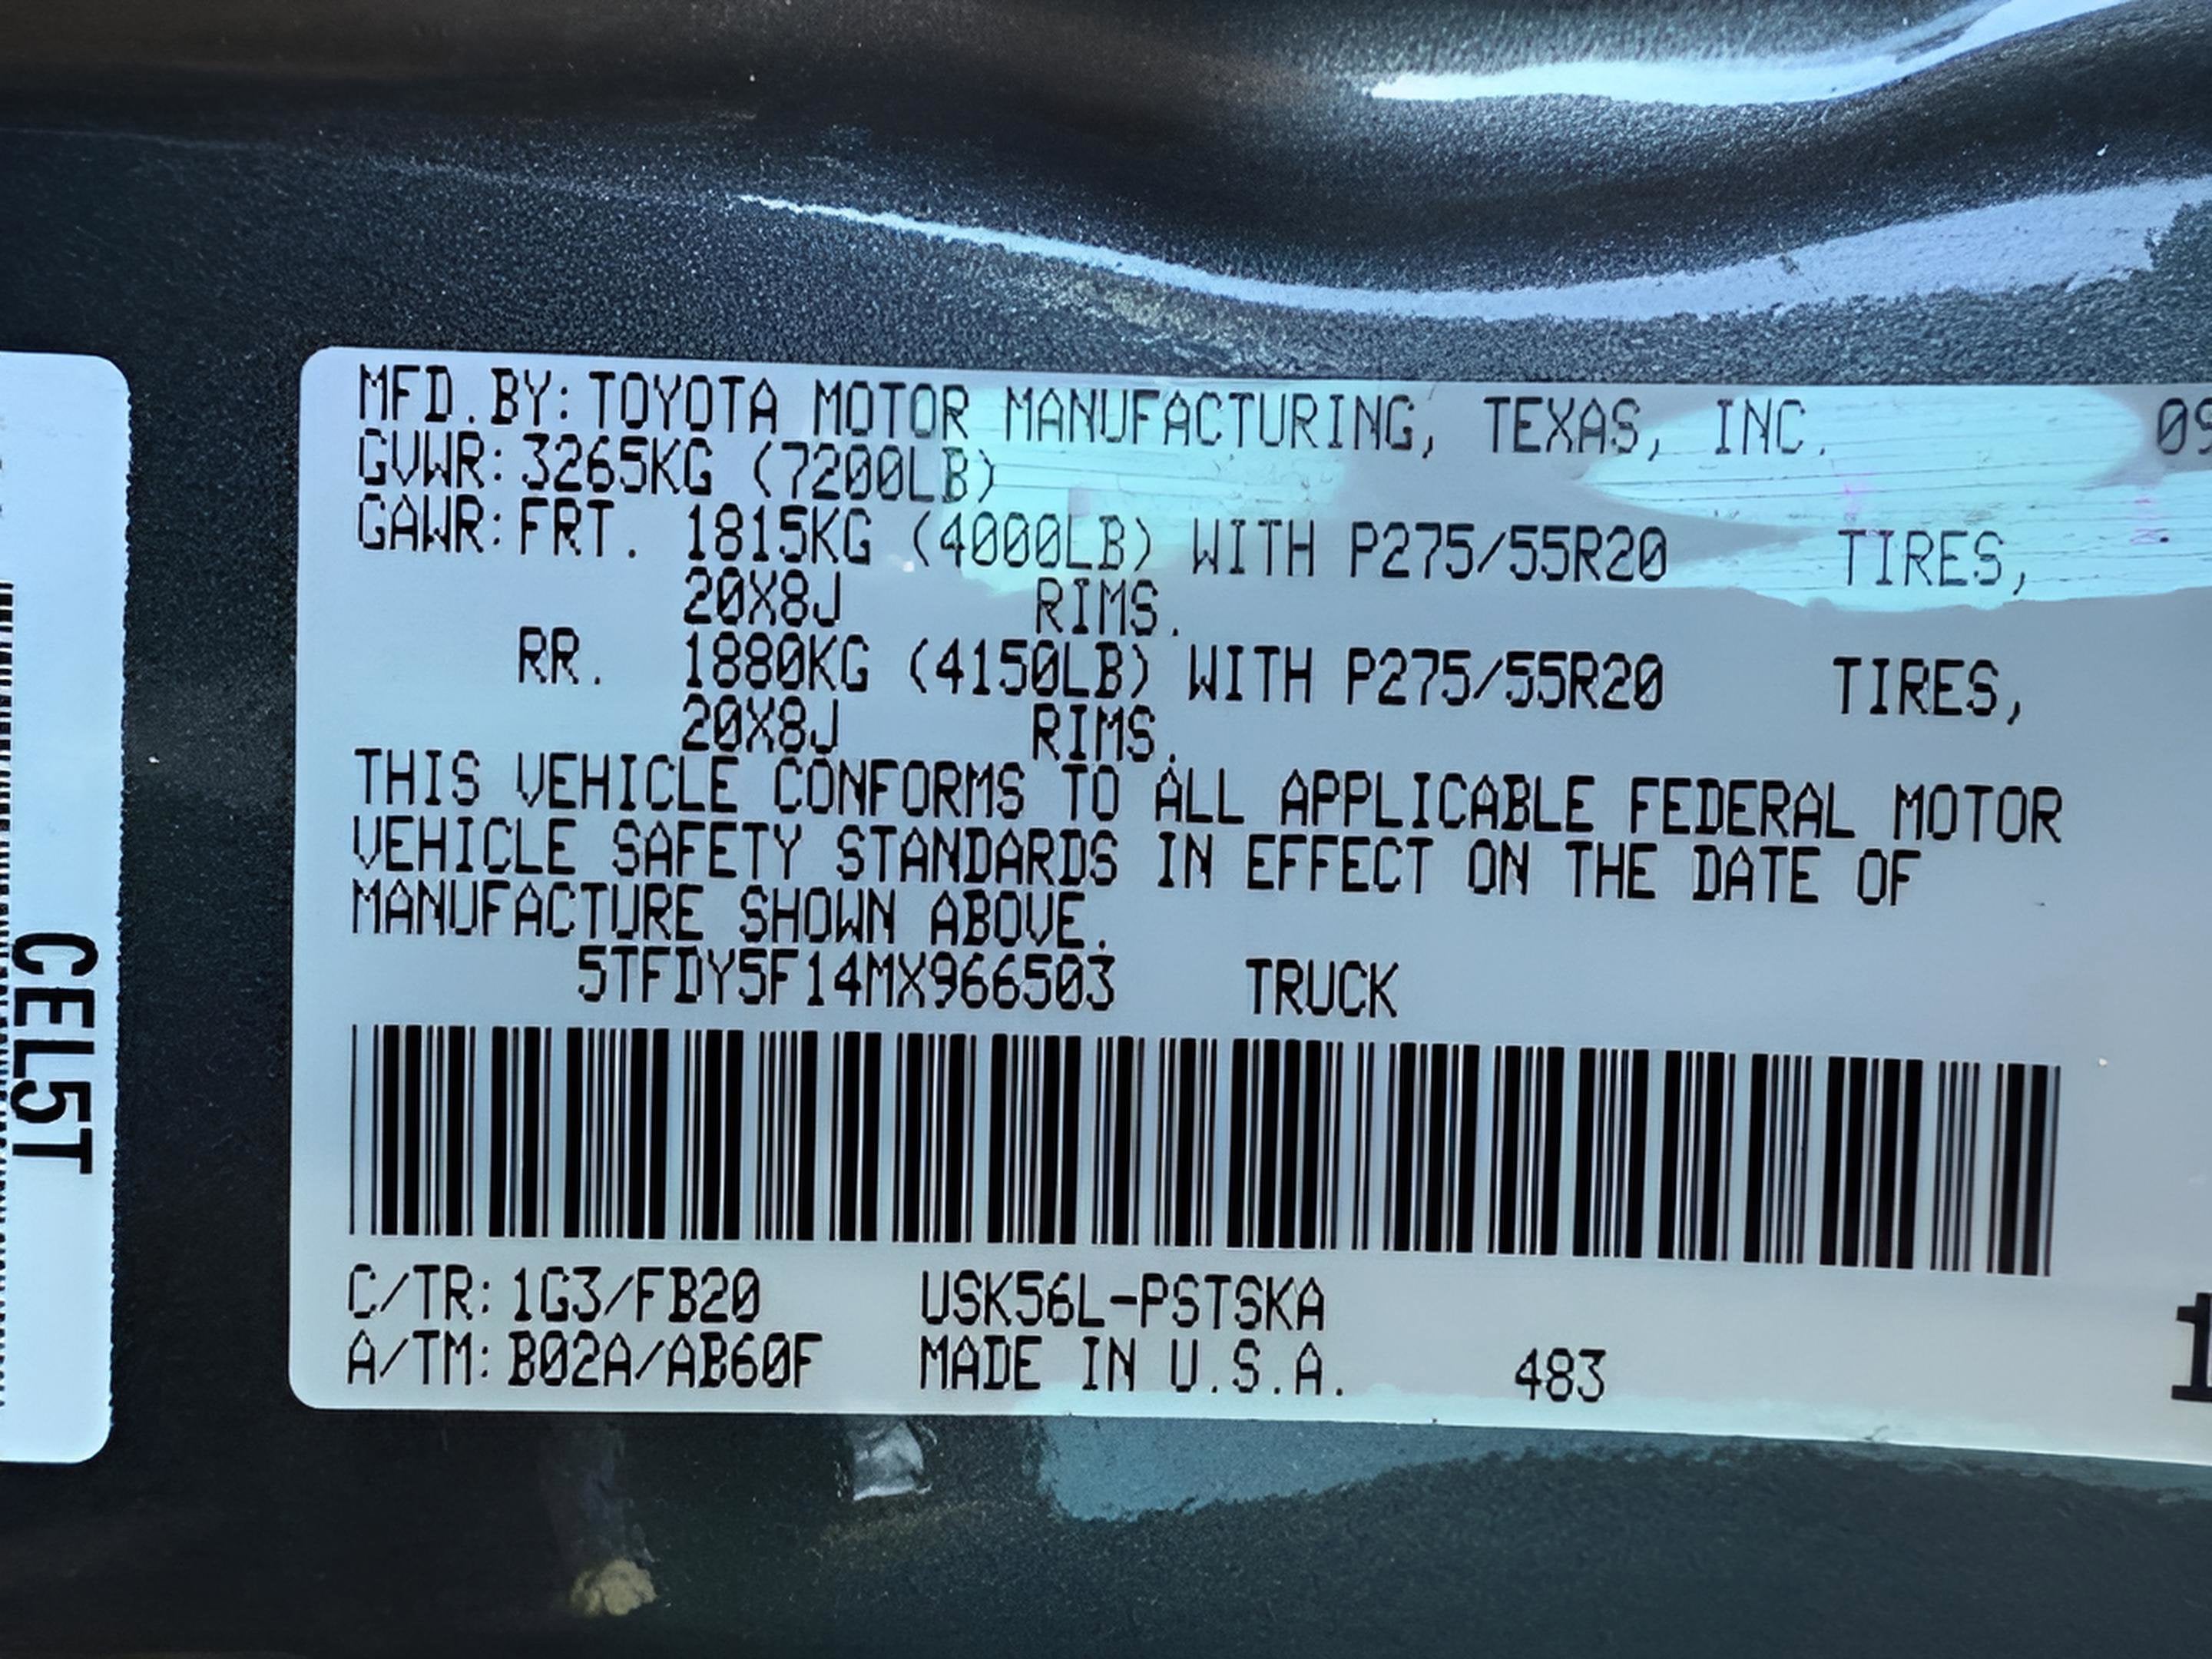 MFD.BY:TOYOTA MOTOR MANUFACTURING, TEXAS, INC. 09
GVWR:3265KG (7200LB)
GAWR:FRT. 1815KG (4000LB) WITH P275/55R20 TIRES,
20X8J RIMS.
RR. 1880KG (4150LB) WITH P275/55R20 TIRES,
20X8J RIMS.
THIS VEHICLE CONFORMS TO ALL APPLICABLE FEDERAL MOTOR
VEHICLE SAFETY STANDARDS IN EFFECT ON THE DATE OF
MANUFACTURE SHOWN ABOVE.
5TFDY5F14MX966503 TRUCK
C/TR:1G3/FB20 USK56L-PSTSKA
A/TM:B02A/AB60F MADE IN U.S.A. 483
1
CEL5T